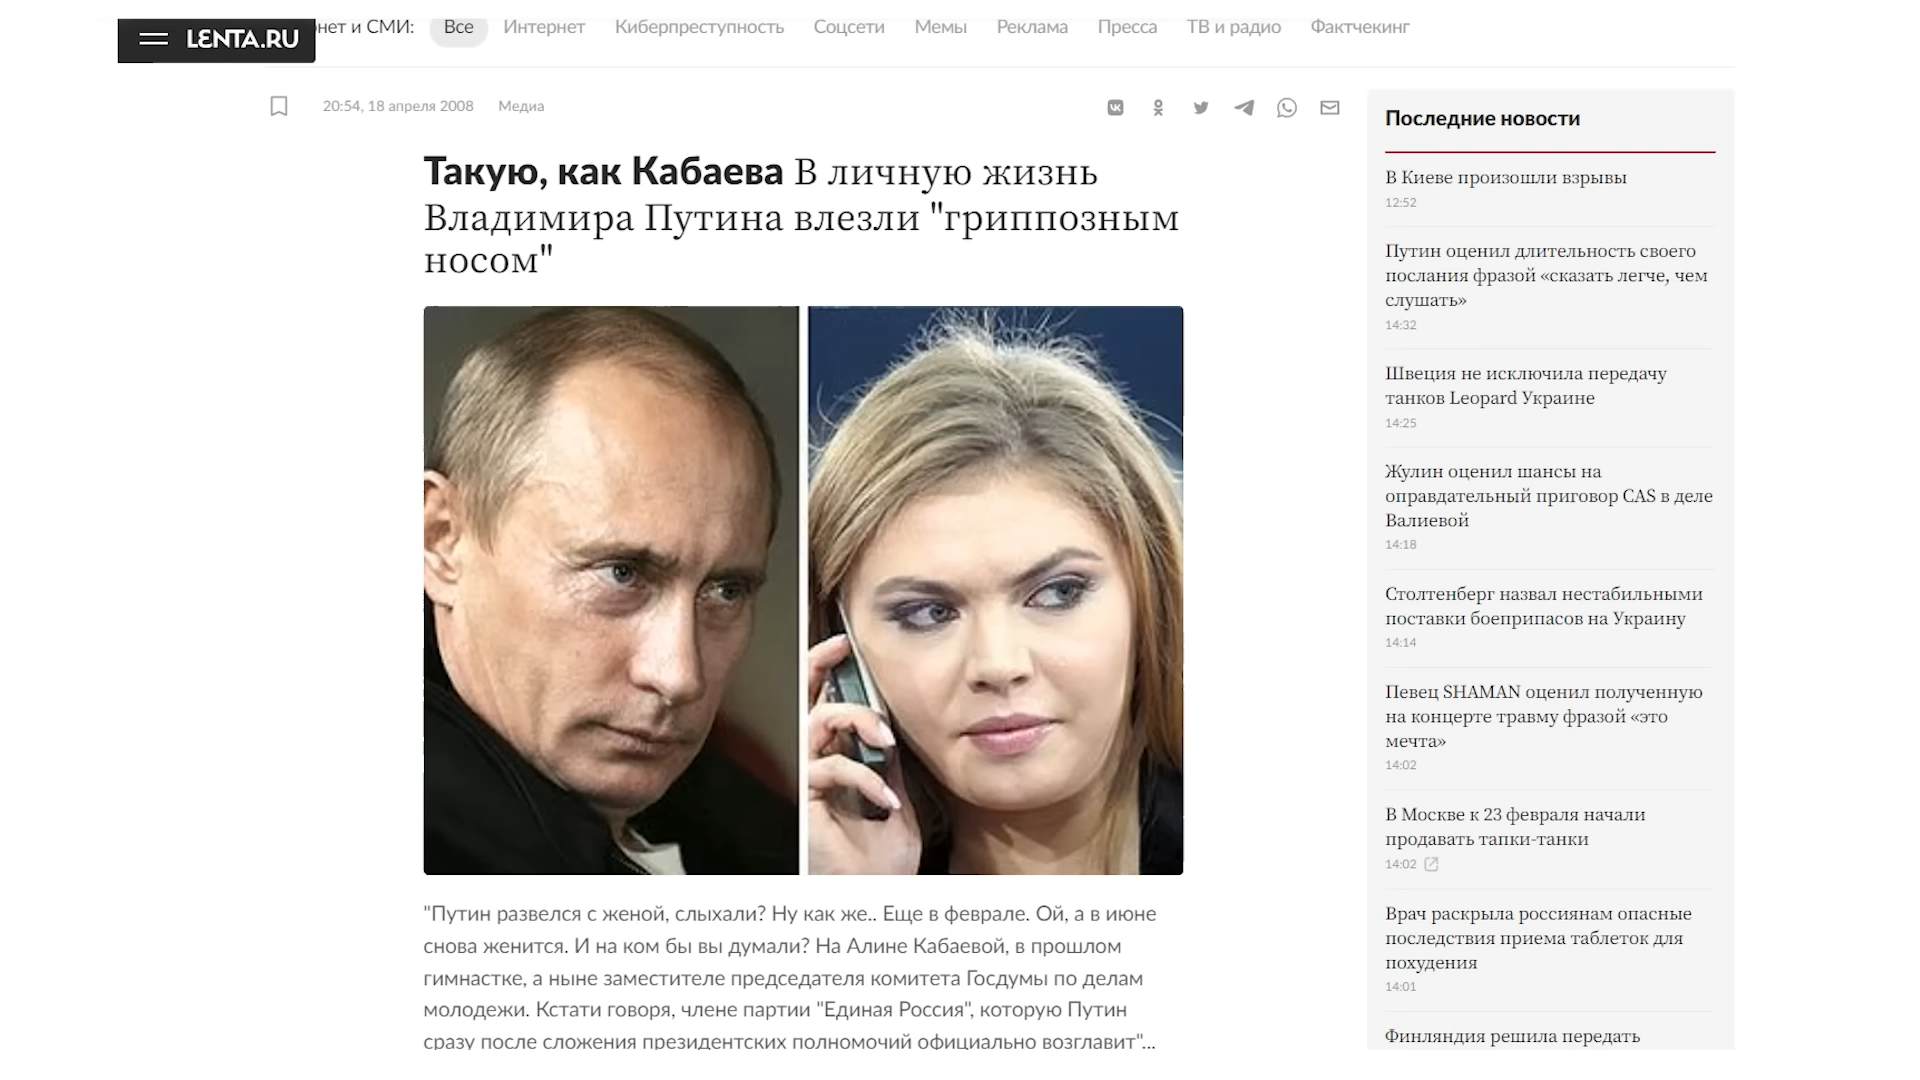 LENTA.RU
нет и СМИ: Все Интернет Киберпреступность Соцсети Мемы Реклама Пресса ТВ и радио Фактчекинг
20:54, 18 апреля 2008 Медиа
Такую, как Кабаева В личную жизнь
Владимира Путина влезли "гриппозным
носом"
"Путин развелся с женой, слыхали? Ну как же.. Еще в феврале. Ой, а в июне
снова женится. И на ком бы вы думали? На Алине Кабаевой, в прошлом
гимнастке, а ныне заместителе председателя комитета Госдумы по делам
молодежи. Кстати говоря, члене партии "Единая Россия", которую Путин
сразу после сложения президентских полномочий официально возглавит"...
Последние новости
В Киеве произошли взрывы
12:52
Путин оценил длительность своего
послания фразой «сказать легче, чем
слушать»
14:32
Швеция не исключила передачу
танков Leopard Украине
14:25
Жулин оценил шансы на
оправдательный приговор CAS в деле
Валиевой
14:18
Столтенберг назвал нестабильными
поставки боеприпасов на Украину
14:14
Певец SHAMAN оценил полученную
на концерте травму фразой «это
мечта»
14:02
В Москве к 23 февраля начали
продавать тапки-танки
14:02
Врач раскрыла россиянам опасные
последствия приема таблеток для
похудения
14:01
Финляндия решила передать